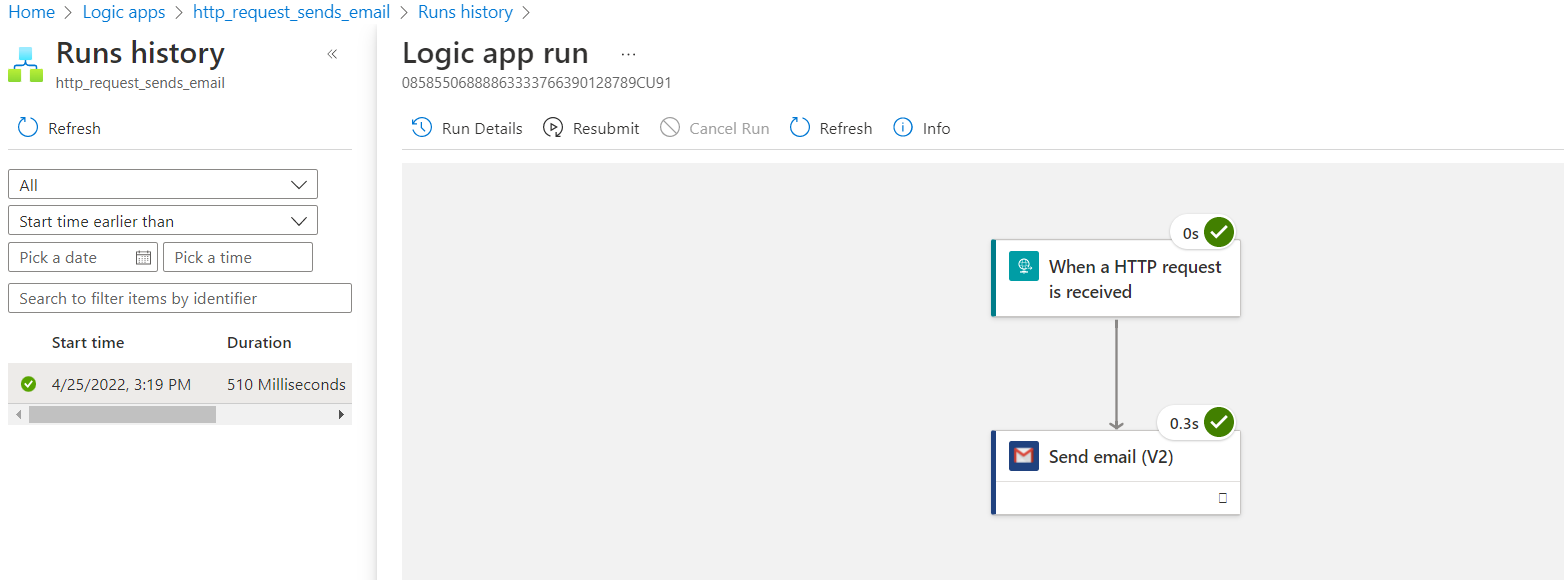 Home > Logic apps > http_request_sends_email > Runs history >
Runs history
http_request_sends_email
Refresh
All
Start time earlier than
Pick a date
Pick a time
Search to filter items by identifier
Start time Duration
4/25/2022, 3:19 PM 510 Milliseconds
Logic app run ...
08585506888863333766390128789CU91
Run Details Resubmit Cancel Run Refresh Info
0s
When a HTTP request
is received
0.3s
Send email (V2)